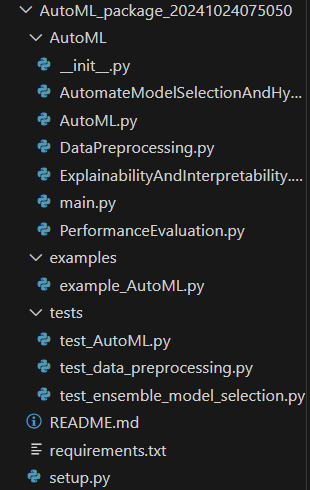 AutoML_package_20241024075050
AutoML
__init__.py
AutomateModelSelectionAndHy...
AutoML.py
DataPreprocessing.py
ExplainabilityAndInterpretability....
main.py
PerformanceEvaluation.py
examples
example_AutoML.py
tests
test_AutoML.py
test_data_preprocessing.py
test_ensemble_model_selection.py
README.md
requirements.txt
setup.py